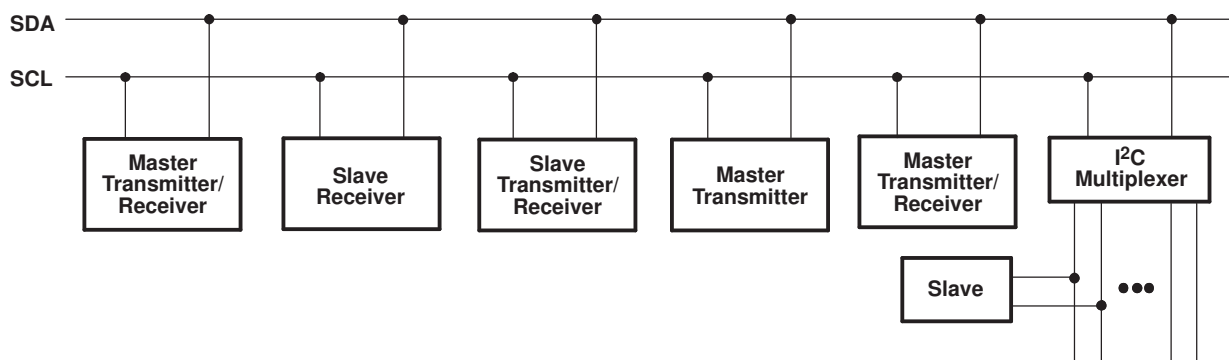 SDA
SCL
Master
Transmitter/
Receiver
Slave
Receiver
Slave
Transmitter/
Receiver
Master
Transmitter
Master
Transmitter/
Receiver
I²C
Multiplexer
Slave